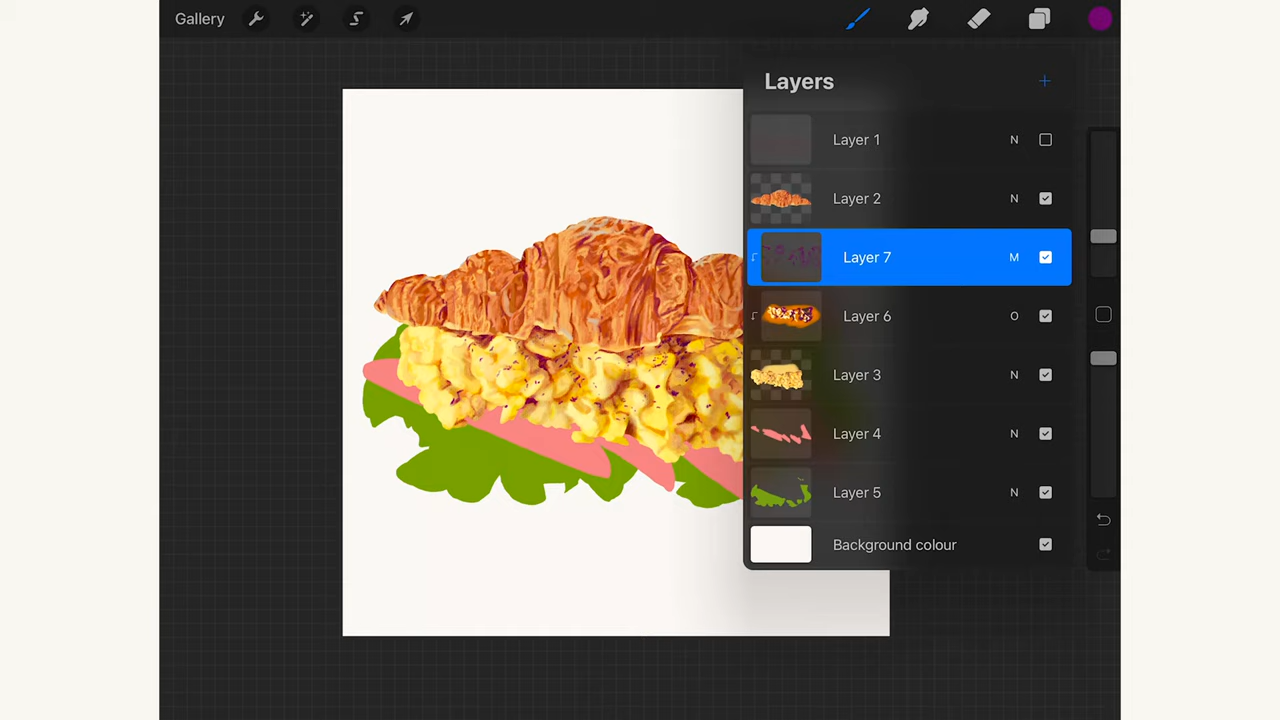 Gallery
Layers
Layer 1 N
Layer 2 N
Layer 7 M
Layer 6 O
Layer 3 N
Layer 4 N
Layer 5 N
Background colour